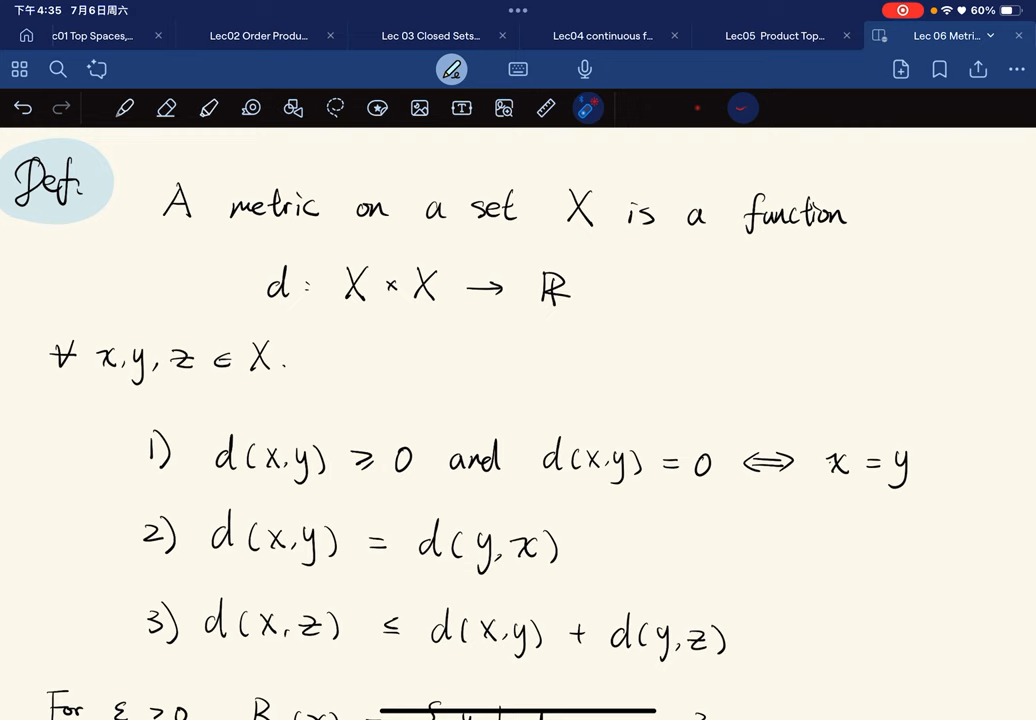 下午4:35 7月6日周六
60%
c01 Top Spaces,...
Lec02 Order Produ...
Lec 03 Closed Sets...
Lec04 continuous f...
Lec05 Product Top...
Lec 06 Metri...
Def.
A metric on a set X is a function
d: X × X → ℝ
∀ x,y,z ∈ X.
1) d(x,y) ≥ 0 and d(x,y) = 0 ⟺ x = y
2) d(x,y) = d(y,x)
3) d(x,z) ≤ d(x,y) + d(y,z)
For ε > 0